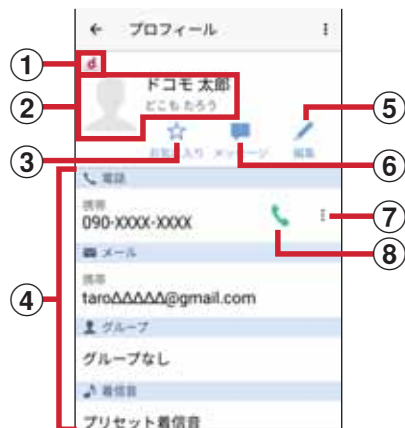 ← プロフィール
① d
② ドコモ 太郎
どこも たろう
⑤
③ お気に入り メッセージ 編集 ⑥
電話
携帯
090-XXXX-XXXX ⑦
⑧
メール
携帯
④ taroΔΔΔΔΔ@gmail.com
グループ
グループなし
着信音
プリセット着信音